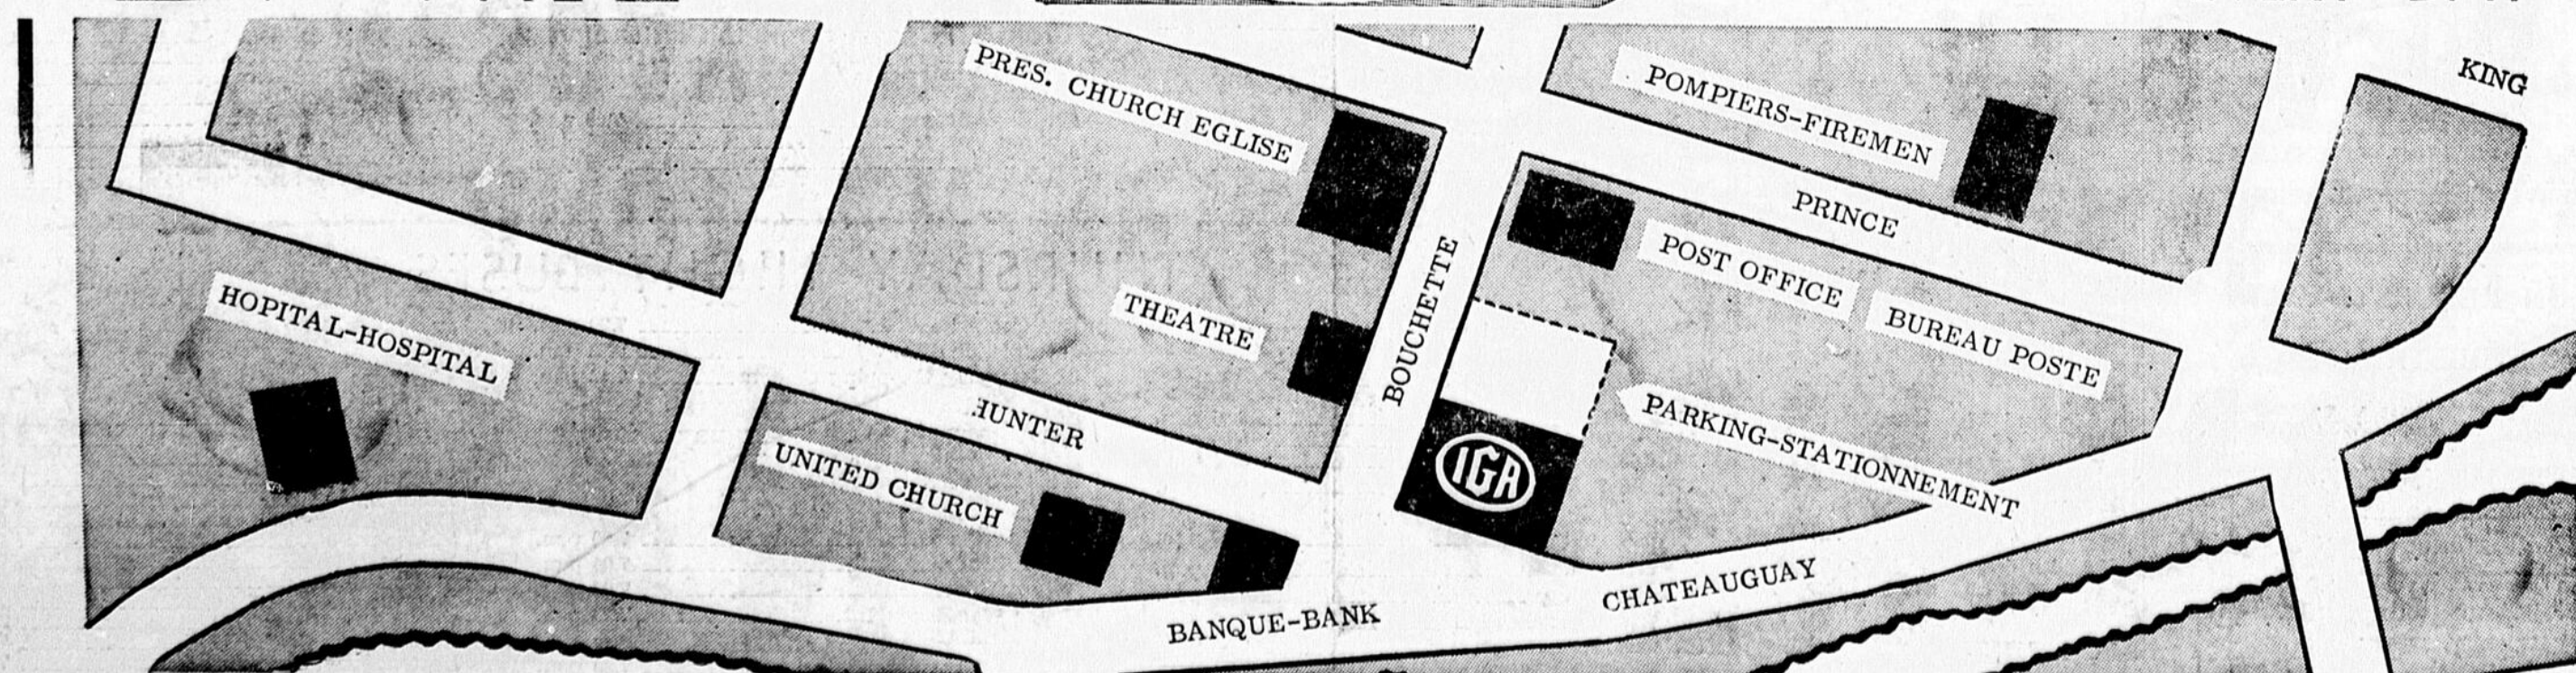 KING
PRES. CHURCH EGLISE
POMPIERS-FIREMEN
PRINCE
POST OFFICE
BUREAU POSTE
HOPITAL-HOSPITAL
THEATRE
BOUCHETTE
HUNTER
PARKING-STATIONNEMENT
UNITED CHURCH
IGA
CHATEAUGUAY
BANQUE-BANK